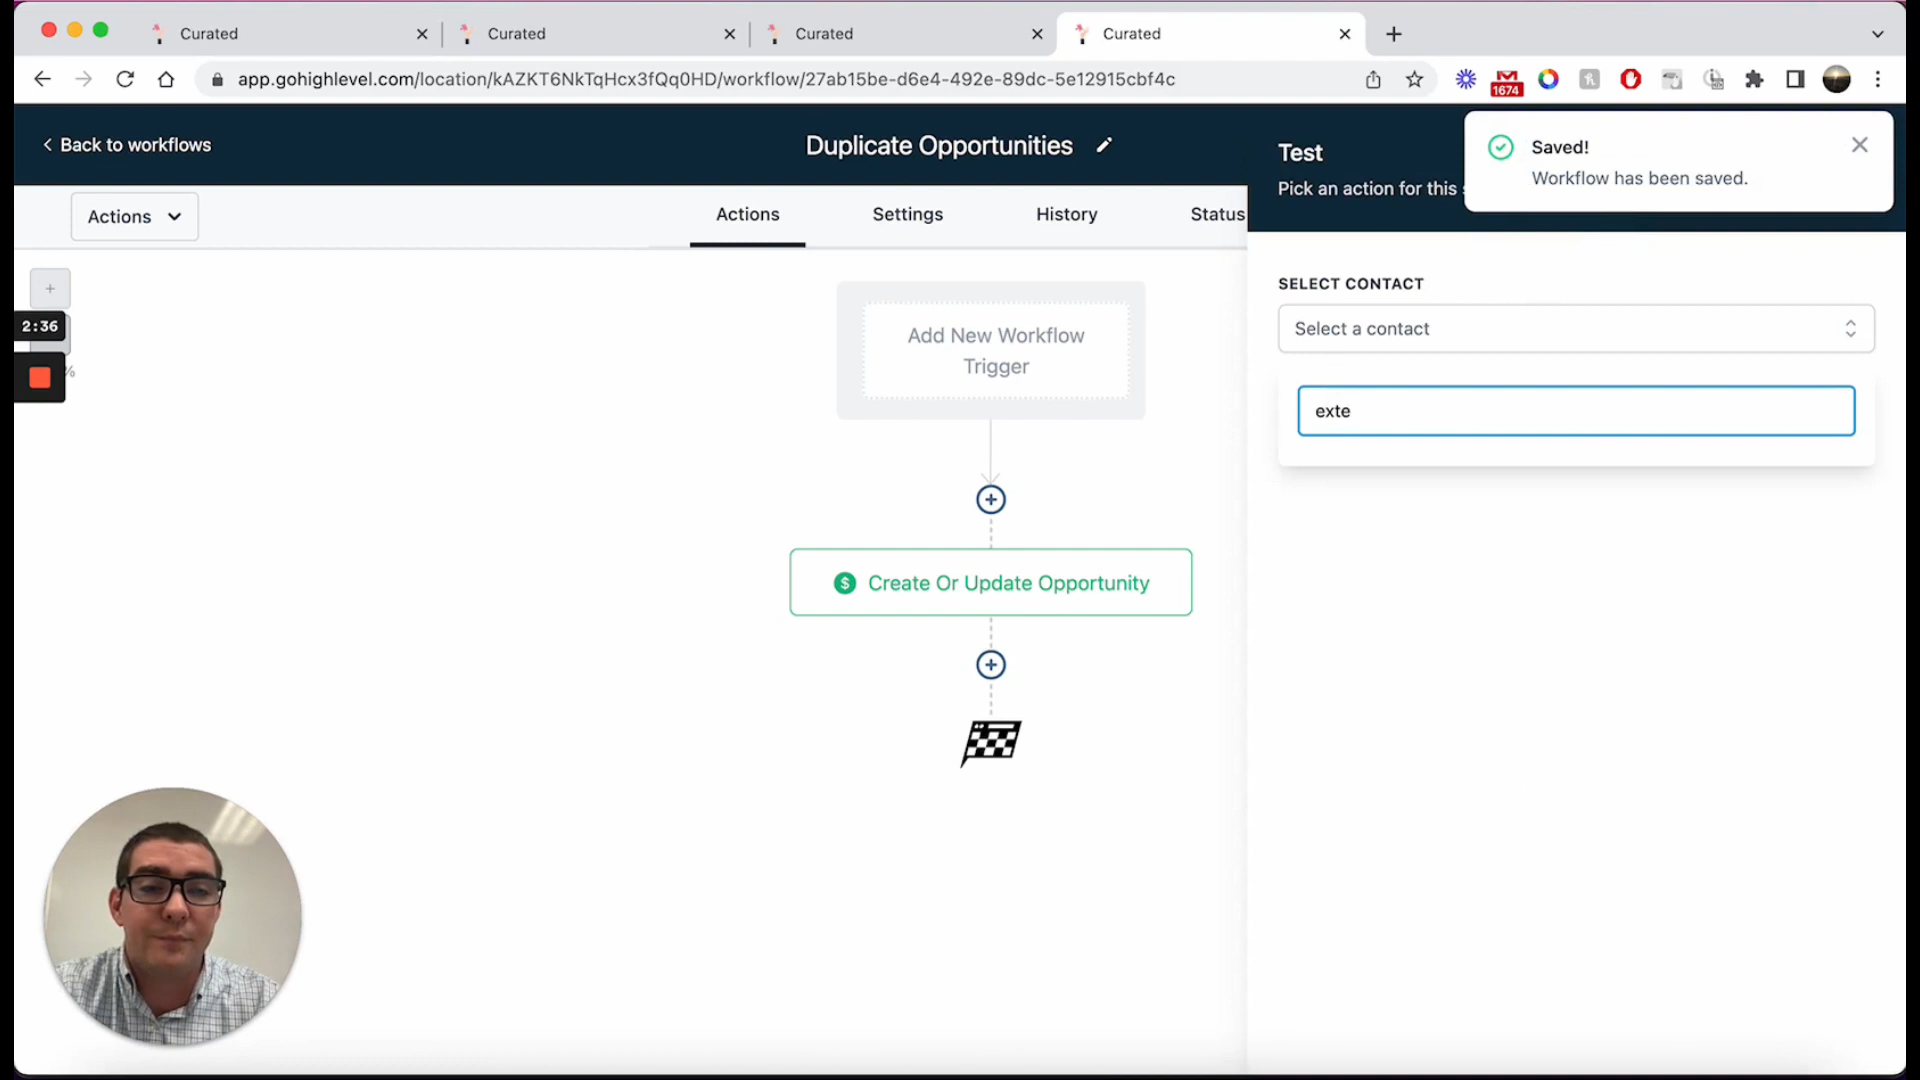 Curated
Curated
Curated
Curated
app.gohighlevel.com/location/kAZKT6NkTqHcx3fQq0HD/workflow/27ab15be-d6e4-492e-89dc-5e12915cbf4c
1674
Back to workflows
Duplicate Opportunities
Test
Pick an action for this
Saved!
Workflow has been saved.
Actions
Actions
Settings
History
Status
2:36
%
SELECT CONTACT
Select a contact
exte
Add New Workflow
Trigger
$ Create Or Update Opportunity